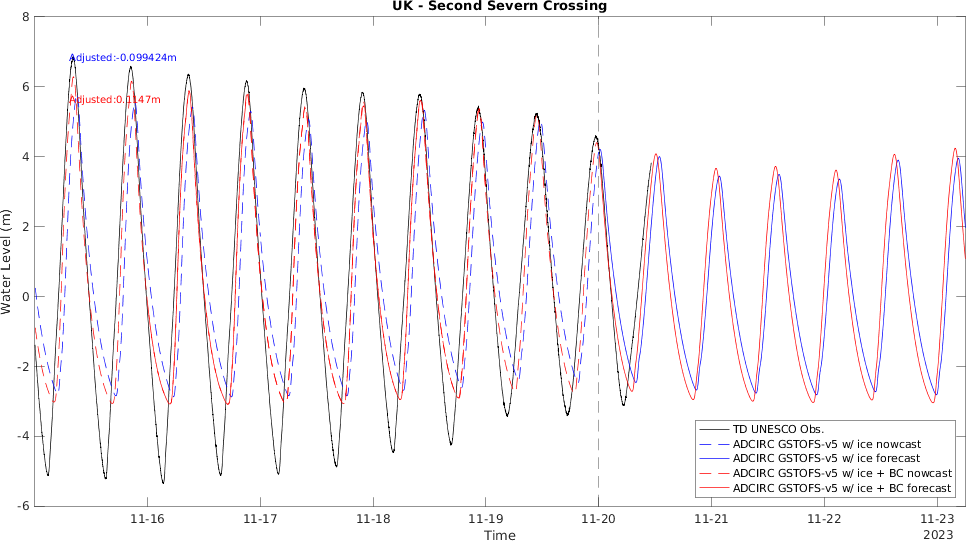 UK - Second Severn Crossing
8
6
4
2
0
-2
-4
-6
Water Level (m)
Adjusted:-0.099424m
Adjusted:0.1147m
TD UNESCO Obs.
ADCIRC GSTOFS-v5 w/ ice nowcast
ADCIRC GSTOFS-v5 w/ ice forecast
ADCIRC GSTOFS-v5 w/ ice + BC nowcast
ADCIRC GSTOFS-v5 w/ ice + BC forecast
11-16 11-17 11-18 11-19 11-20 11-21 11-22 11-23
Time
2023